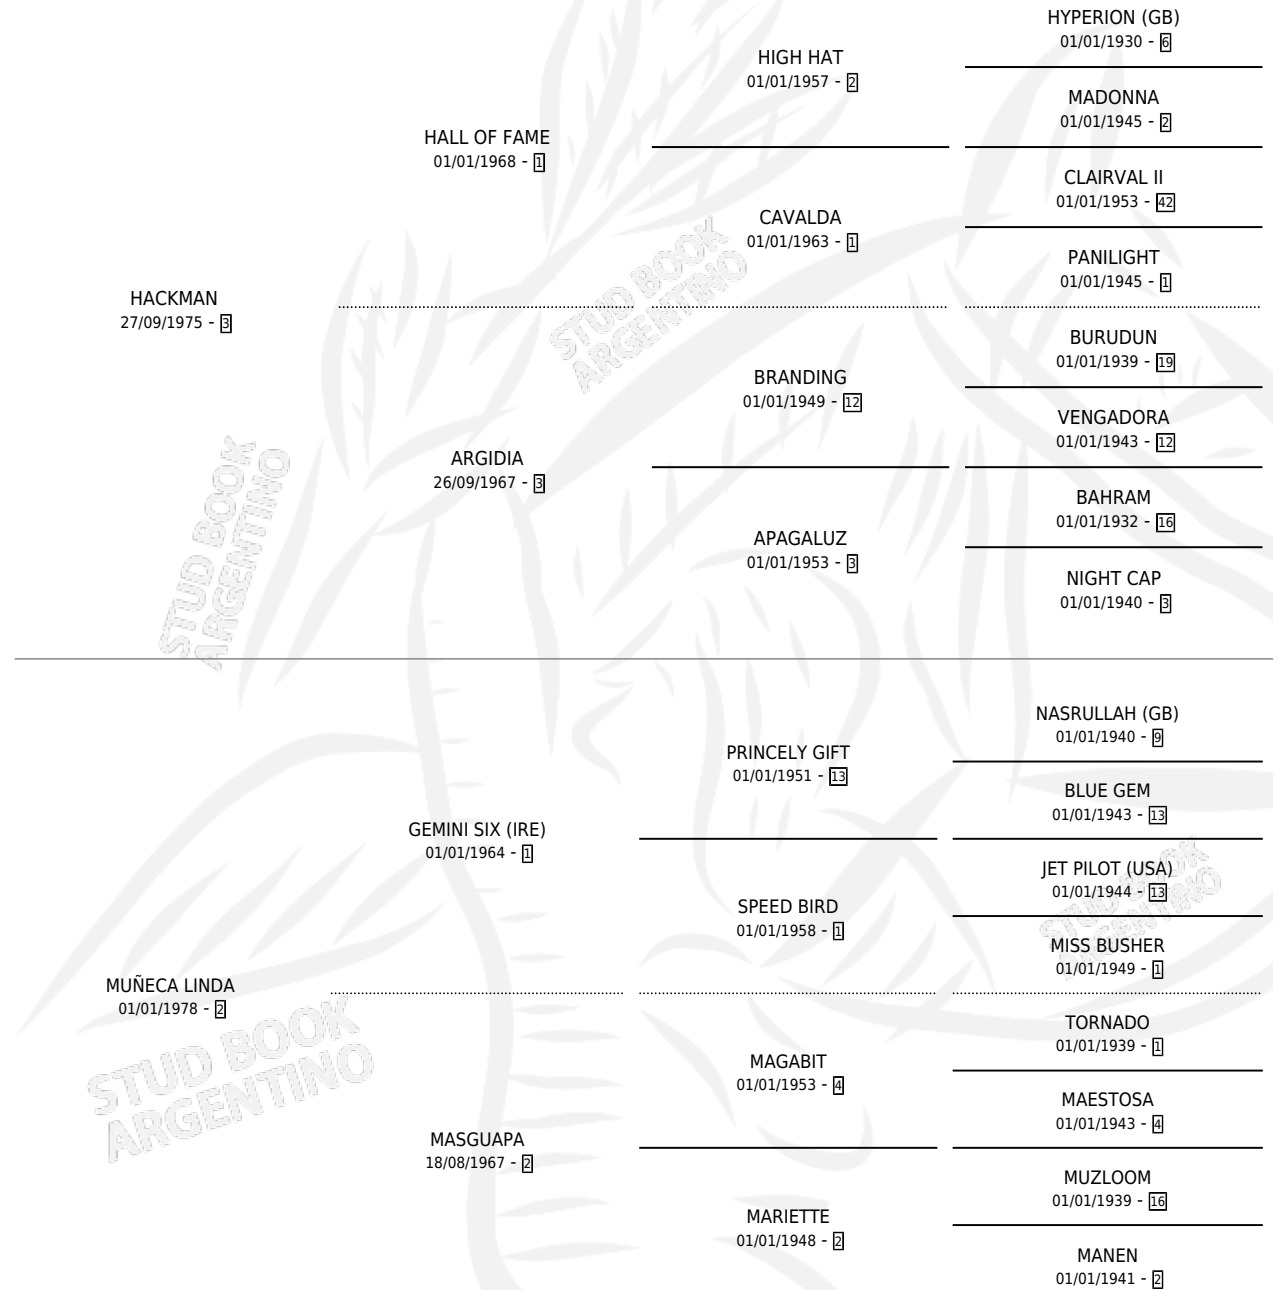 HYPERION (GB)
01/01/1930 - 6
HIGH HAT
01/01/1957 - 2
MADONNA
01/01/1945 - 2
HALL OF FAME
01/01/1968 - 1
CLAIRVAL II
01/01/1953 - 42
CAVALDA
01/01/1963 - 1
PANILIGHT
01/01/1945 - 1
HACKMAN
27/09/1975 - 3
BURUDUN
01/01/1939 - 19
BRANDING
01/01/1949 - 12
VENGADORA
01/01/1943 - 12
ARGIDIA
26/09/1967 - 3
BAHRAM
01/01/1932 - 16
APAGALUZ
01/01/1953 - 3
NIGHT CAP
01/01/1940 - 3
STUD BOOK
ARGENTINO
STUD BOOK
ARGENTINO
NASRULLAH (GB)
01/01/1940 - 9
PRINCELY GIFT
01/01/1951 - 13
BLUE GEM
01/01/1943 - 13
GEMINI SIX (IRE)
01/01/1964 - 1
JET PILOT (USA)
01/01/1944 - 13
SPEED BIRD
01/01/1958 - 1
MISS BUSHER
01/01/1949 - 1
STUD BOOK
ARGENTINO
MUÑECA LINDA
01/01/1978 - 2
TORNADO
01/01/1939 - 1
MAGABIT
01/01/1953 - 4
MAESTOSA
01/01/1943 - 4
MASGUAPA
18/08/1967 - 2
MUZLOOM
01/01/1939 - 16
MARIETTE
01/01/1948 - 2
MANEN
01/01/1941 - 2
STUD BOOK
ARGENTINO